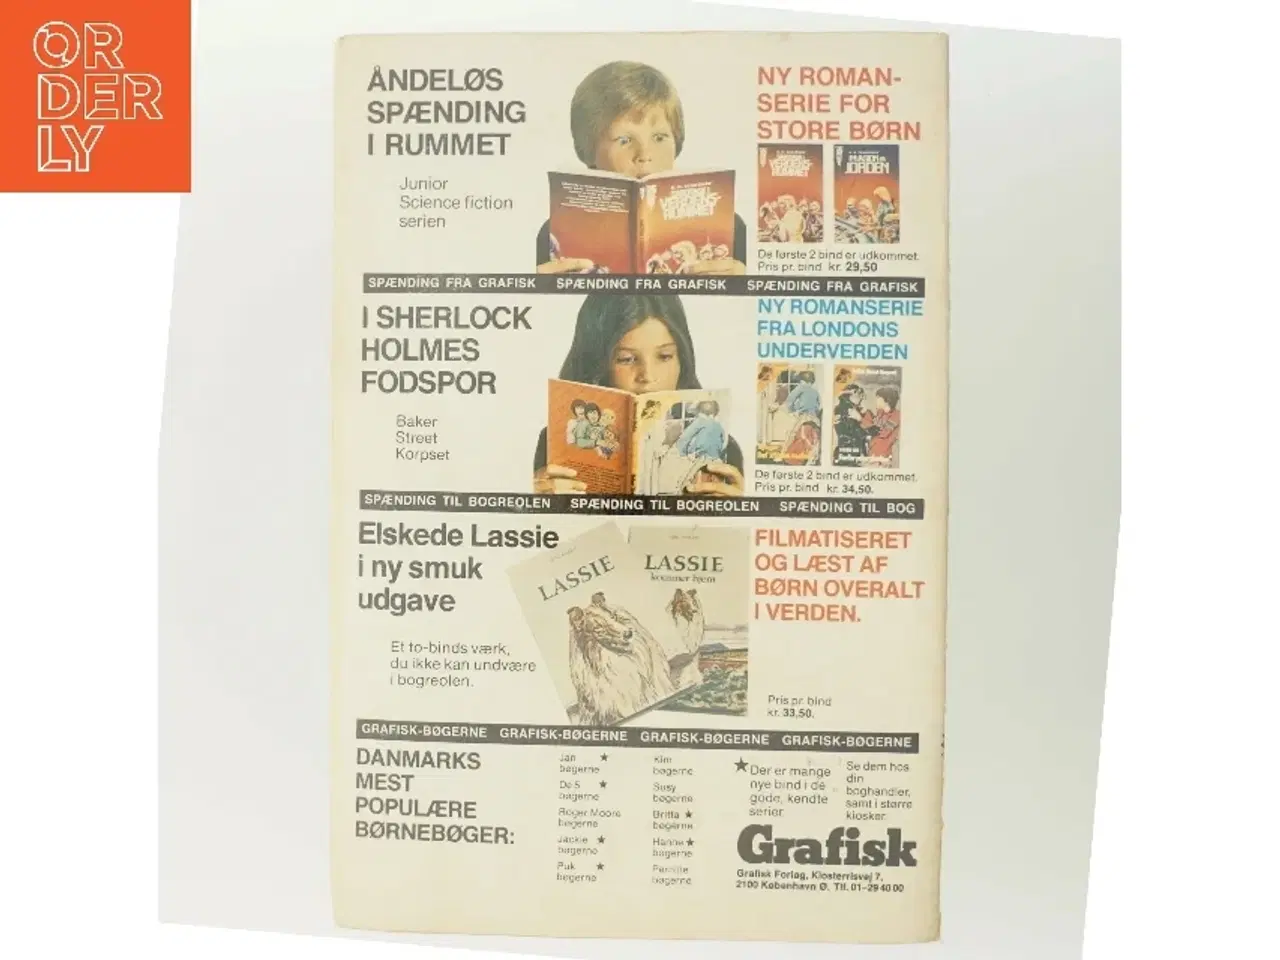 OR
DER
LY
ÅNDELØS
SPÆNDING
I RUMMET
Junior
Science fiction
serien
NY ROMAN-
SERIE FOR
STORE BØRN
De første 2 bind er udkommet.
Pris pr. bind kr. 29,50
SPÆNDING FRA GRAFISK SPÆNDING FRA GRAFISK SPÆNDING FRA GRAFISK
I SHERLOCK
HOLMES
FODSPOR
Baker
Street
Korpset
NY ROMANSERIE
FRA LONDONS
UNDERVERDEN
De første 2 bind er udkommet.
Pris pr. bind kr. 34,50.
SPÆNDING TIL BOGREOLEN SPÆNDING TIL BOGREOLEN SPÆNDING TIL BOG
Elskede Lassie
i ny smuk
udgave
Et to-binds værk,
du ikke kan undvære
i bogreolen.
LASSIE
LASSIE
kommer hjem
FILMATISERET
OG LÆST AF
BØRN OVERALT
I VERDEN.
Pris pr. bind
kr. 33,50.
GRAFISK-BØGERNE GRAFISK-BØGERNE GRAFISK-BØGERNE GRAFISK-BØGERNE
DANMARKS
MEST
POPULÆRE
BØRNEBØGER:
Jan ★
bøgerne
De 5 ★
bøgerne
Roger Moore
bøgerne
Jackie ★
bøgerne
Puk ★
bøgerne
Kim
bøgerne
Susy
bøgerne
Britta ★
bøgerne
Hanne ★
bøgerne
Pernille
bøgerne
★ Der er mange
nye bind i de
gode, kendte
serier.
Se dem hos
din
boghandler,
samt i større
kiosker.
Grafisk
Grafisk Forlag, Klosterrisvej 7,
2100 København Ø. Tlf. 01-29 40 00